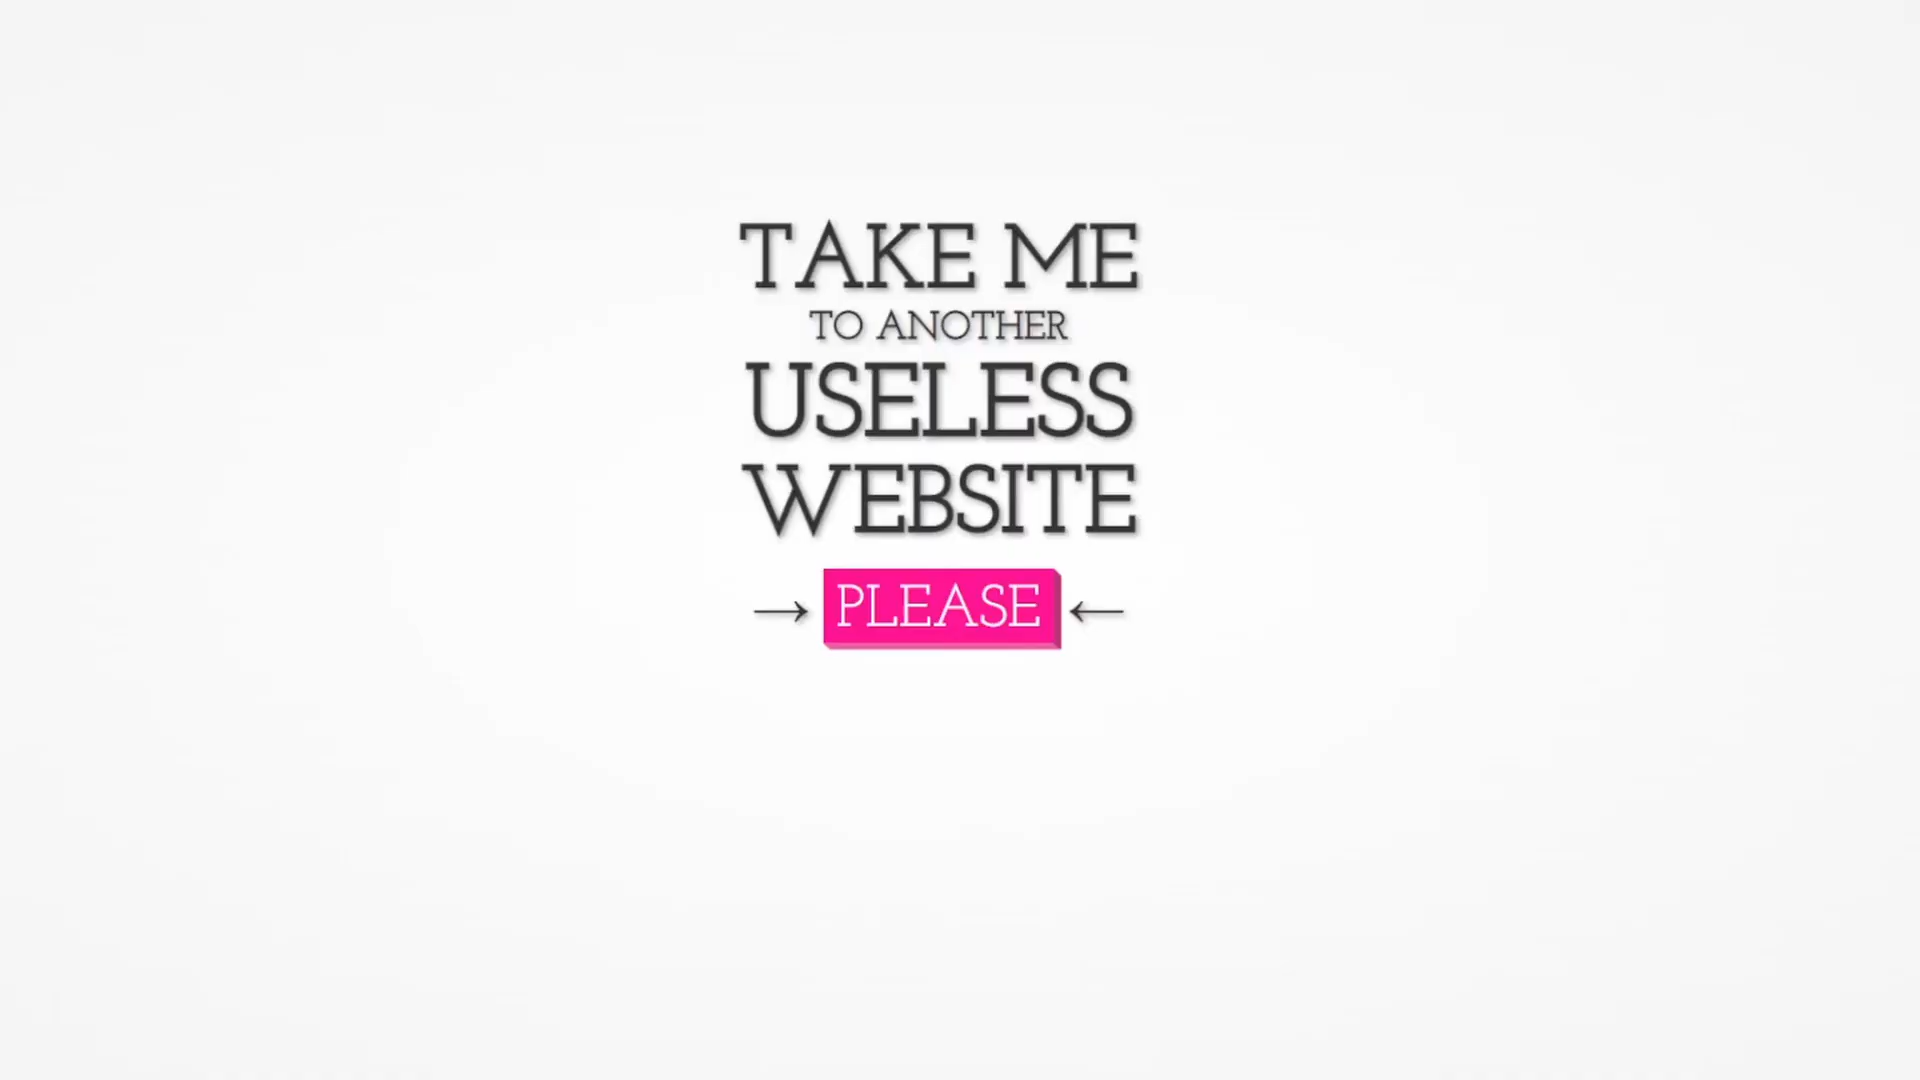 TAKE ME
TO ANOTHER
USELESS
WEBSITE
→ PLEASE ←